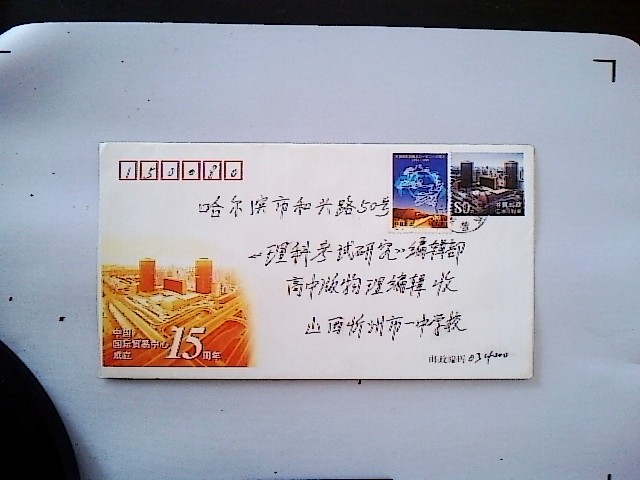 150080
哈尔滨市和兴路50号
《理科考试研究》编辑部
高中版物理编辑收
山西忻州市一中学校
邮政编码 034000
中国
国际贸易中心
成立 15 周年
80